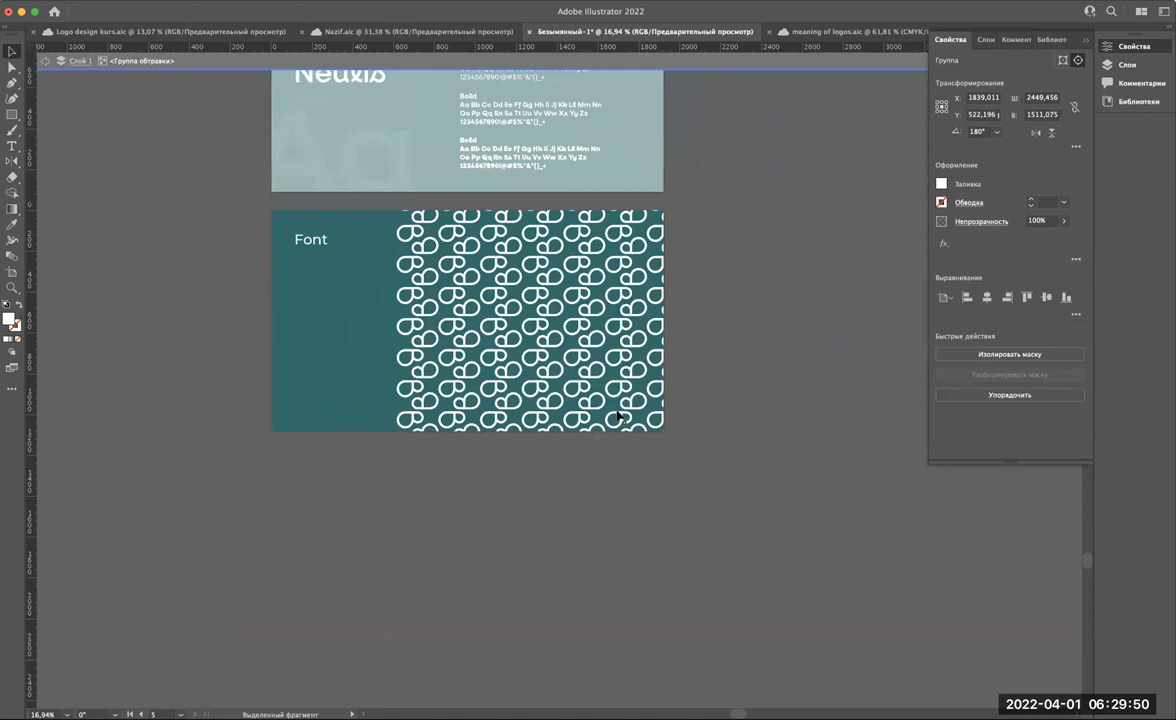 Adobe Illustrator 2022
Logo design kurs.aic @ 13,07 % (RGB/Предварительный просмотр)
Nazif.aic @ 31,38 % (RGB/Предварительный просмотр)
Безымянный-1* @ 16,94 % (RGB/Предварительный просмотр)
meaning of logos.aic @ 61,81 % (CMYK/
Слой 1
<Группа обтравки>
Bold
Aa Bb Cc Dd Ee Ff Gg Hh Ii Jj Kk Ll Mm Nn
Oo Pp Qq Rr Ss Tt Uu Vv Ww Xx Yy Zz
1234567890!@#$%^&*()_+
Bold
Aa Bb Cc Dd Ee Ff Gg Hh Ii Jj Kk Ll Mm Nn
Oo Pp Qq Rr Ss Tt Uu Vv Ww Xx Yy Zz
1234567890!@#$%^&*()_+
Ag
Font
Свойства
Слои
Коммент
Библиот
Группа
Трансформирование
X: 1839,011
Ш: 2449,456
Y: 522,196
В: 1511,075
180°
Оформление
Заливка
Обводка
Непрозрачность
100%
fx.
Выравнивание
Быстрые действия
Изолировать маску
Расформировать маску
Упорядочить
Свойства
Слои
Комментарии
Библиотеки
16,94%
0°
5
Выделенный фрагмент
2022-04-01 06:29:50